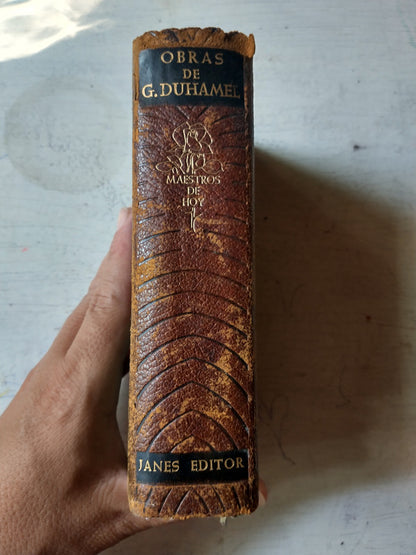 OBRAS
DE
G. DUHAMEL
MAESTROS
DE
HOY
JANES EDITOR